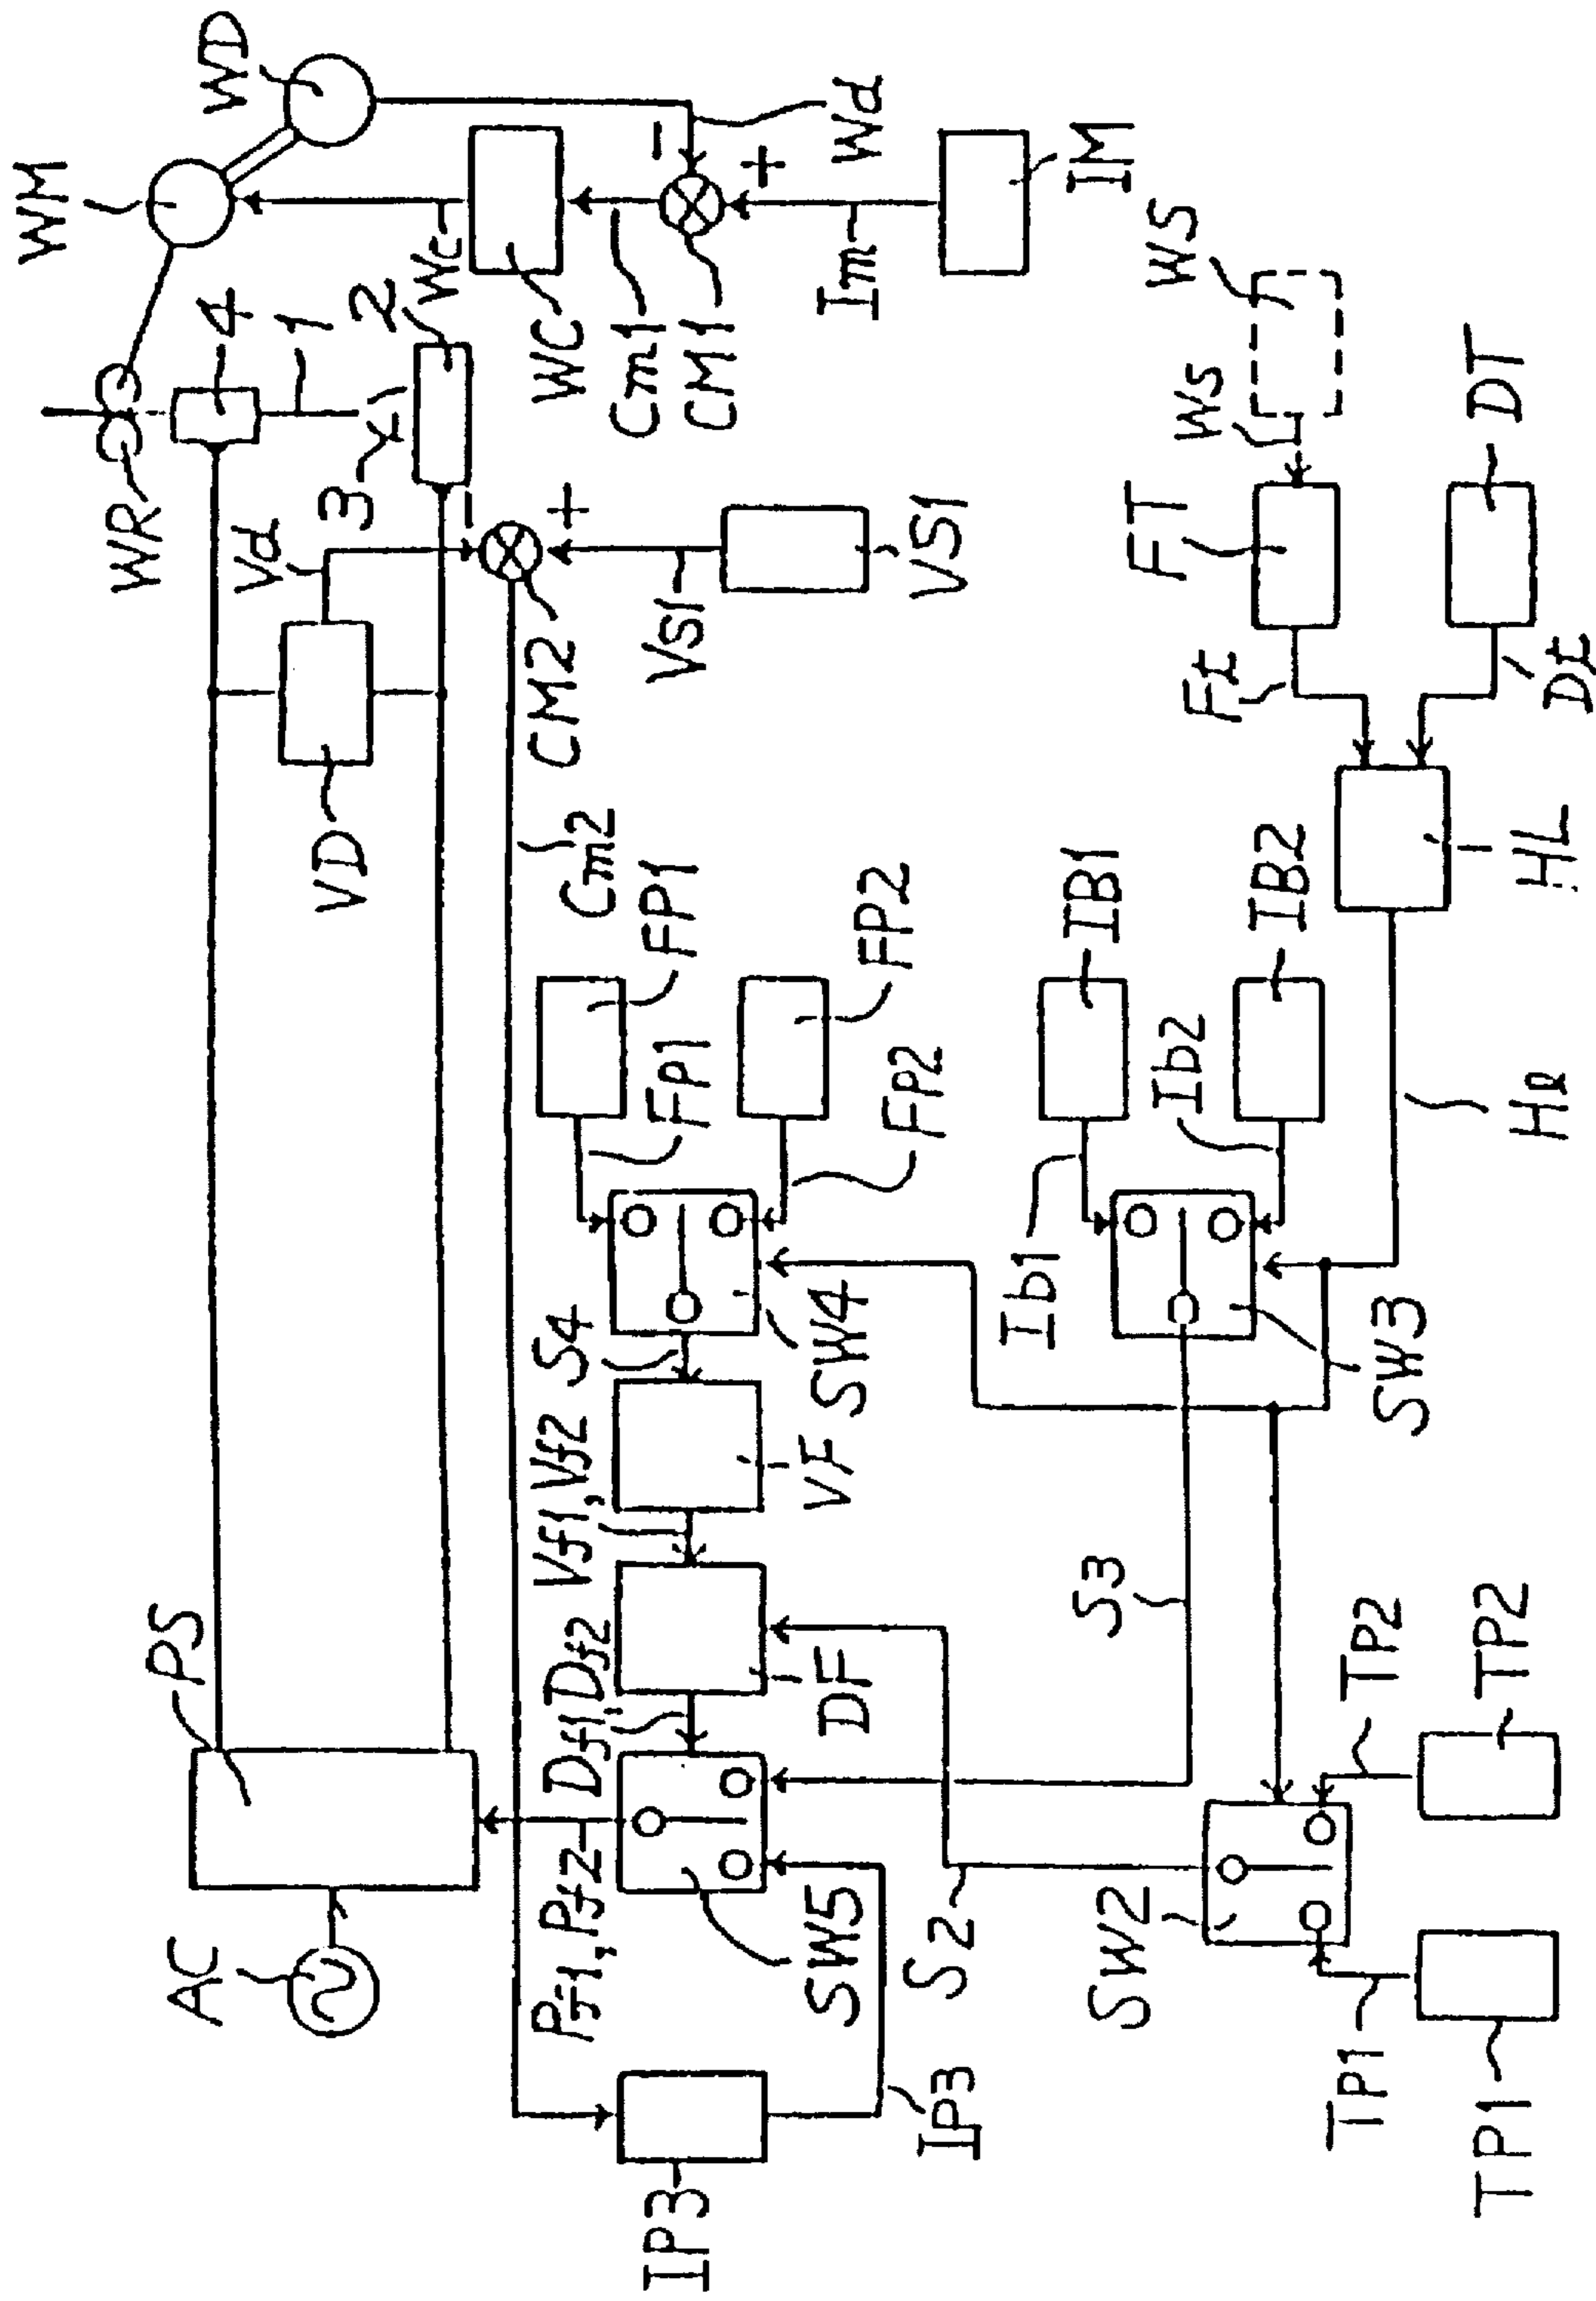 WM
WD
WR
4
1
3
2
Wc
WC
Cm1
CM1
Wd
-
+
Im
IM
PS
AC
VD
Vd
-
+
CM2
Vs1
VS1
Cm2
FP1
FP1
FP2
FP2
S4
SW4
Vf1, Vf2
VF
Df1, Df2
DF
Pf1, Pf2
SW5
IP3
IP3
IB1
Ib1
IB2
Ib2
SW3
S3
S2
SW2
TP1
TP1
TP2
TP2
WS
Ws
FT
Ft
DT
Dt
HL
Hl